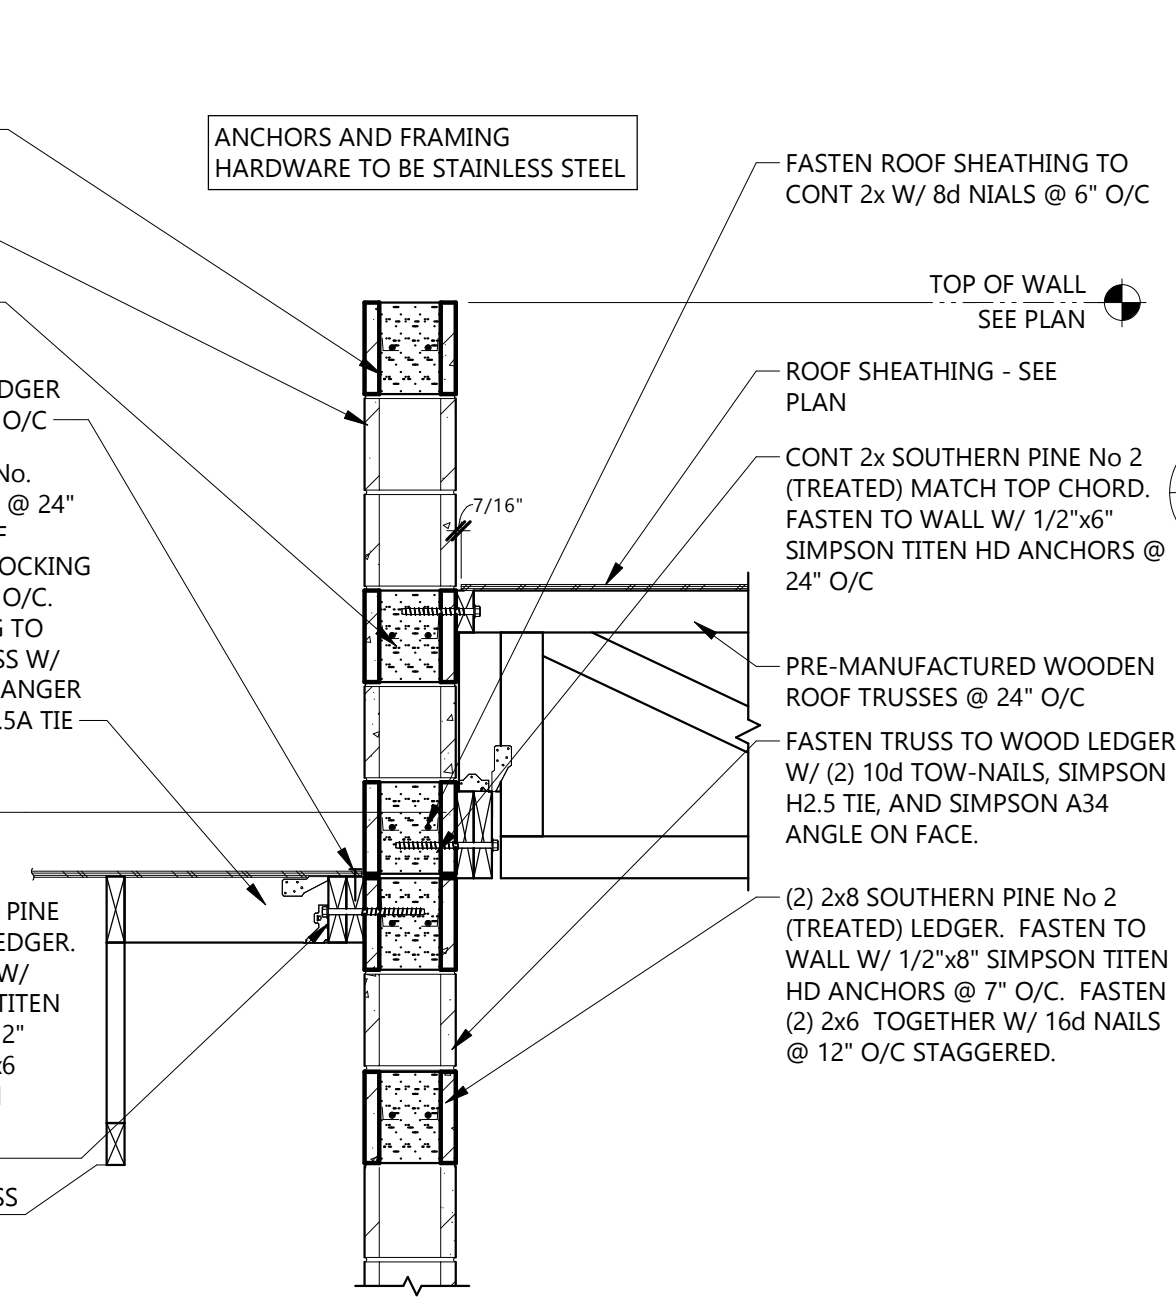 ANCHORS AND FRAMING
HARDWARE TO BE STAINLESS STEEL
FASTEN ROOF SHEATHING TO
CONT 2x W/ 8d NIALS @ 6" O/C
TOP OF WALL
SEE PLAN
ROOF SHEATHING - SEE
PLAN
CONT 2x SOUTHERN PINE No 2
(TREATED) MATCH TOP CHORD.
FASTEN TO WALL W/ 1/2"x6"
SIMPSON TITEN HD ANCHORS @
24" O/C
PRE-MANUFACTURED WOODEN
ROOF TRUSSES @ 24" O/C
FASTEN TRUSS TO WOOD LEDGER
W/ (2) 10d TOW-NAILS, SIMPSON
H2.5 TIE, AND SIMPSON A34
ANGLE ON FACE.
(2) 2x8 SOUTHERN PINE No 2
(TREATED) LEDGER. FASTEN TO
WALL W/ 1/2"x8" SIMPSON TITEN
HD ANCHORS @ 7" O/C. FASTEN
(2) 2x6 TOGETHER W/ 16d NAILS
@ 12" O/C STAGGERED.
7/16"
EDGER
O/C
No.
@ 24"
F
OCKING
O/C.
G TO
SS W/
ANGER
.5A TIE
PINE
EDGER.
W/
TITEN
2"
x6
SS